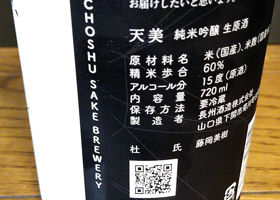 CHOSHU SAKE BREWERY
お届けしたいと思います。
天美 純米吟醸 生原酒
原材料名 米(国産)、米麹(国産
精米歩合 60%
アルコール分 15度(原酒)
内容量 720ml
保存方法 要冷蔵
製造者 長州酒造株式会
山口県下関市菊川
杜氏 藤岡美樹